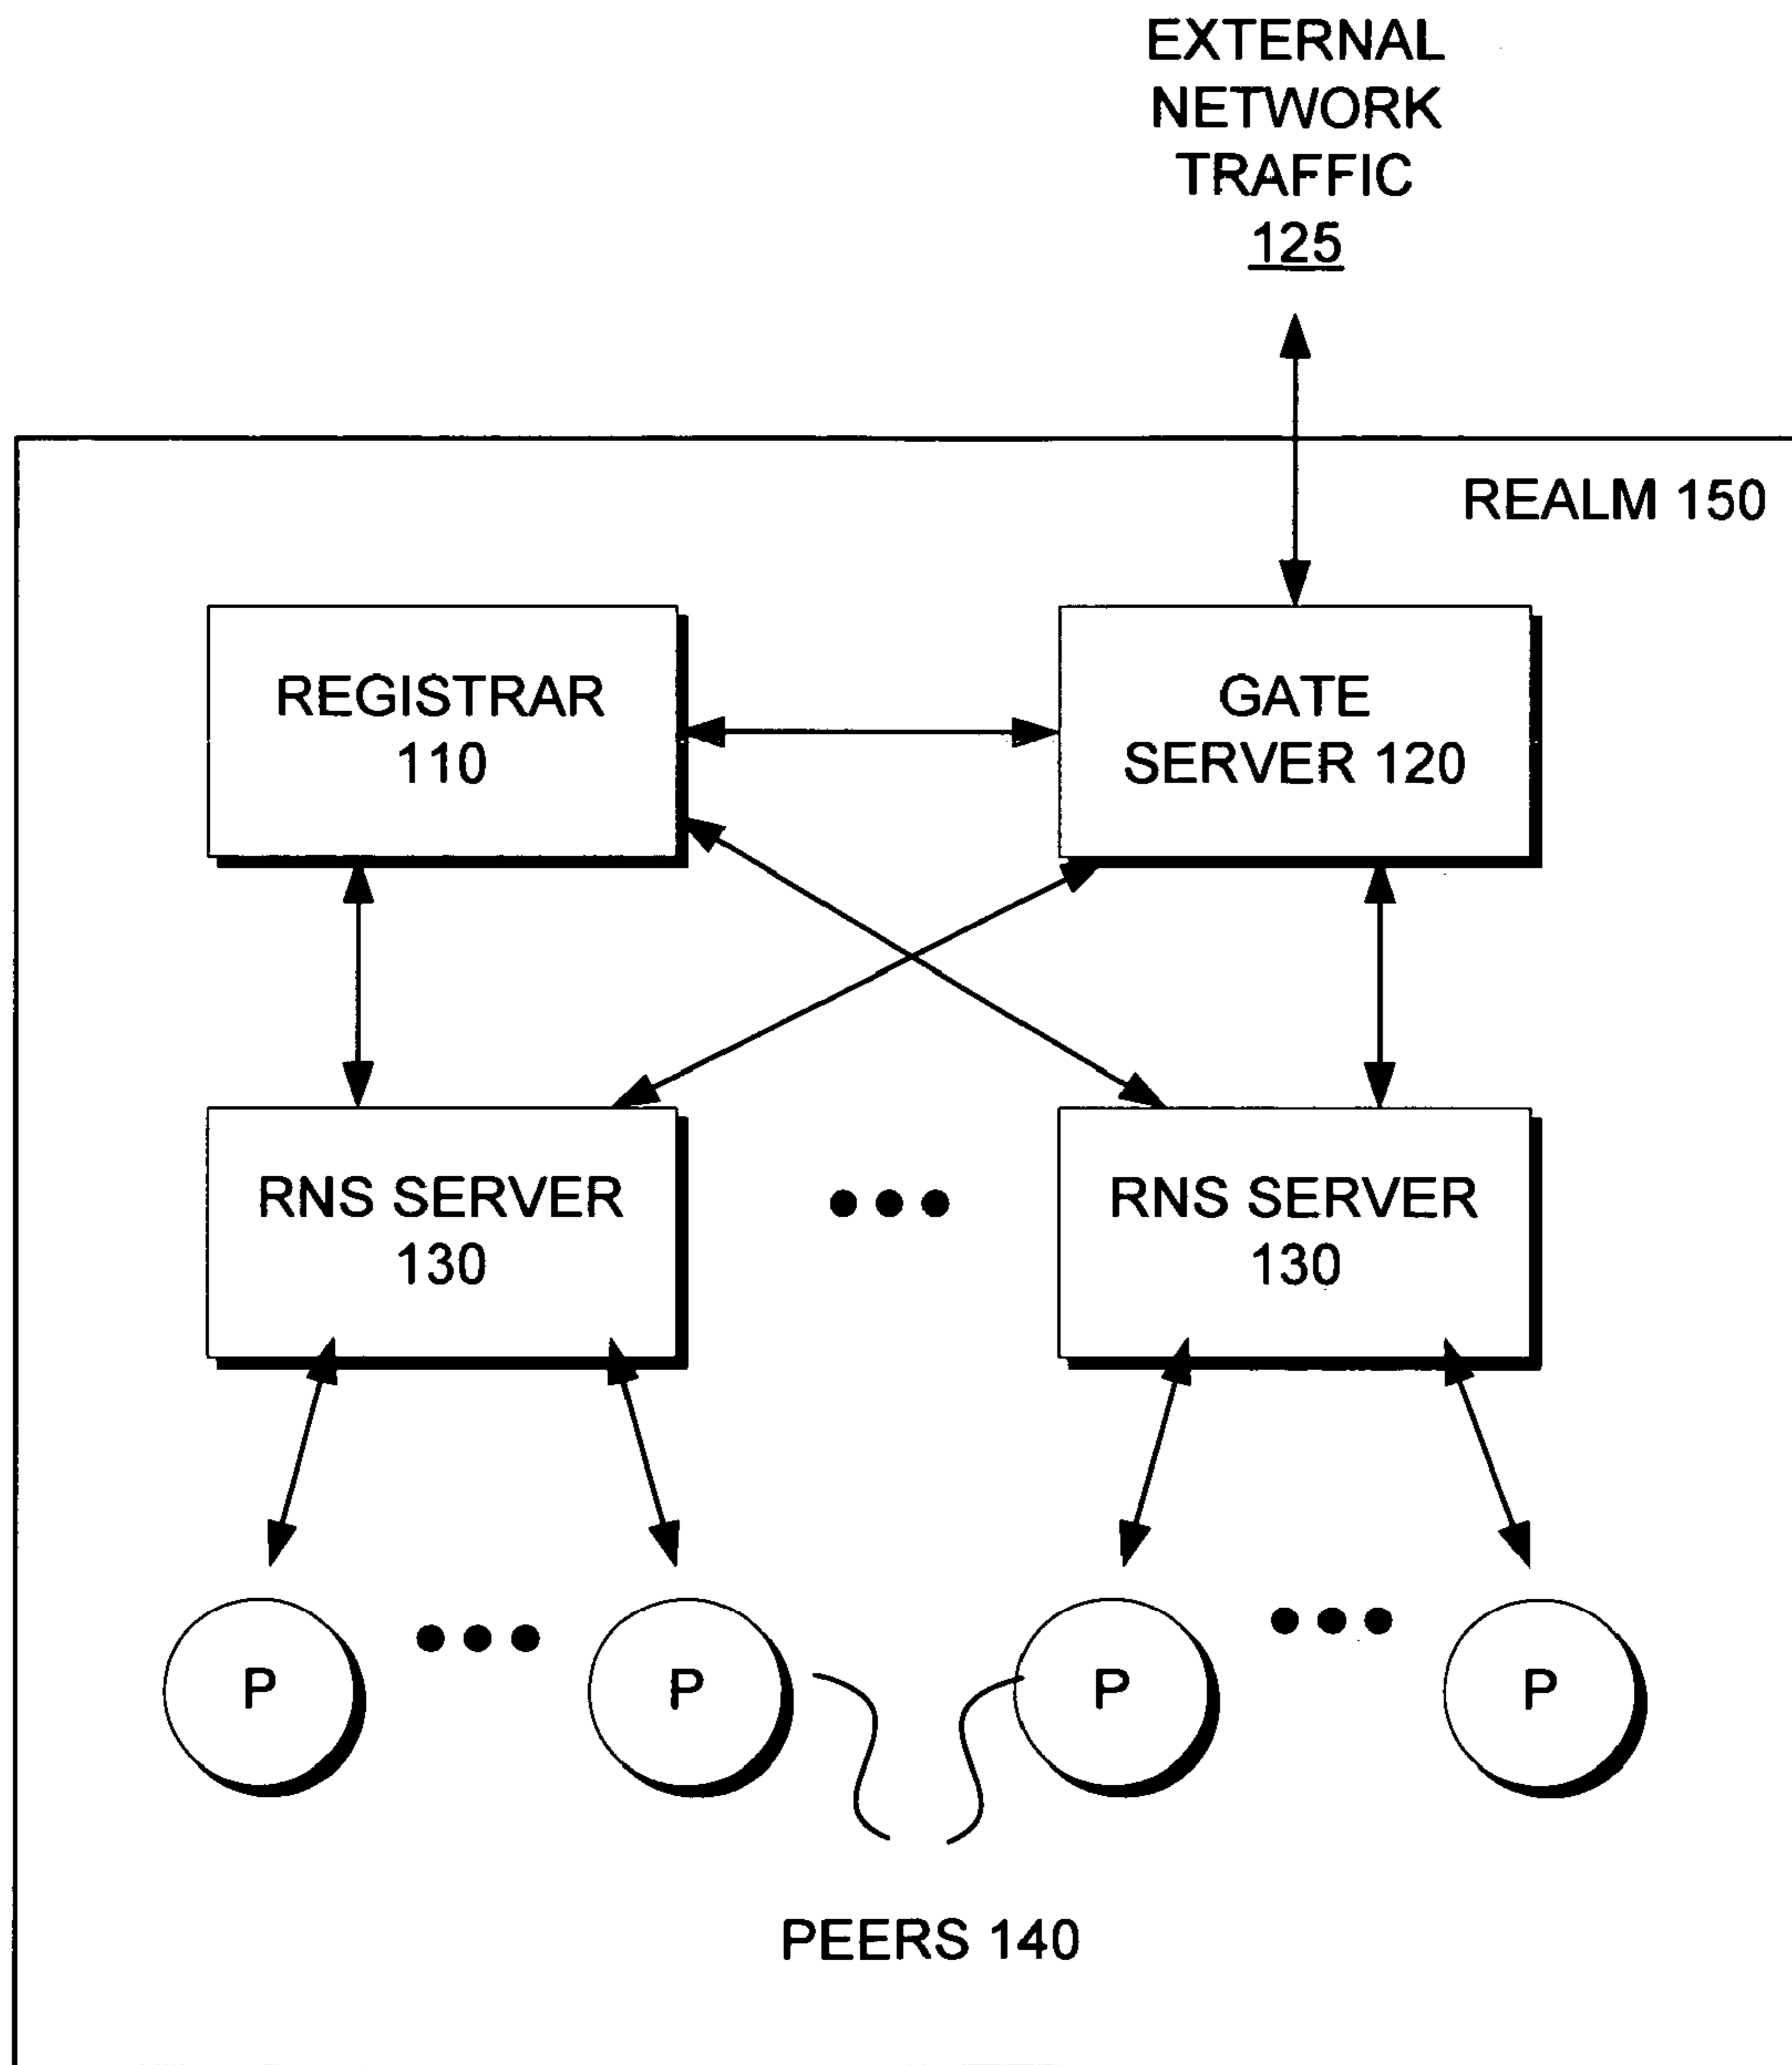 EXTERNAL
NETWORK
TRAFFIC
125
REALM 150
REGISTRAR
110
GATE
SERVER 120
RNS SERVER
130
RNS SERVER
130
P
P
P
P
PEERS 140